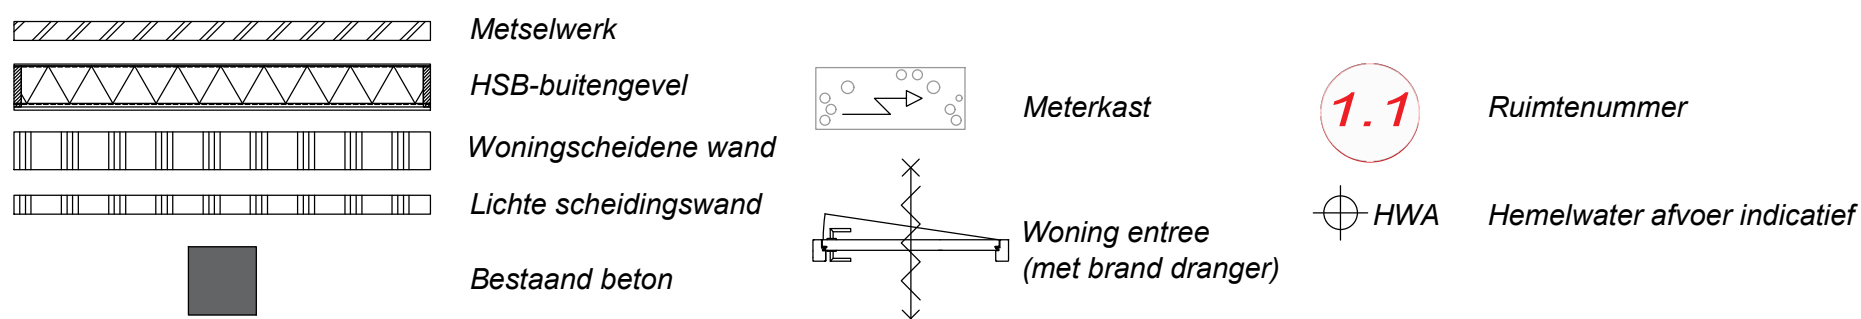 Metselwerk
HSB-buitengevel
Woningscheidene wand
Lichte scheidingswand
Bestaand beton
Meterkast
Woning entree
(met brand dranger)
1.1
Ruimtenummer
HWA
Hemelwater afvoer indicatief